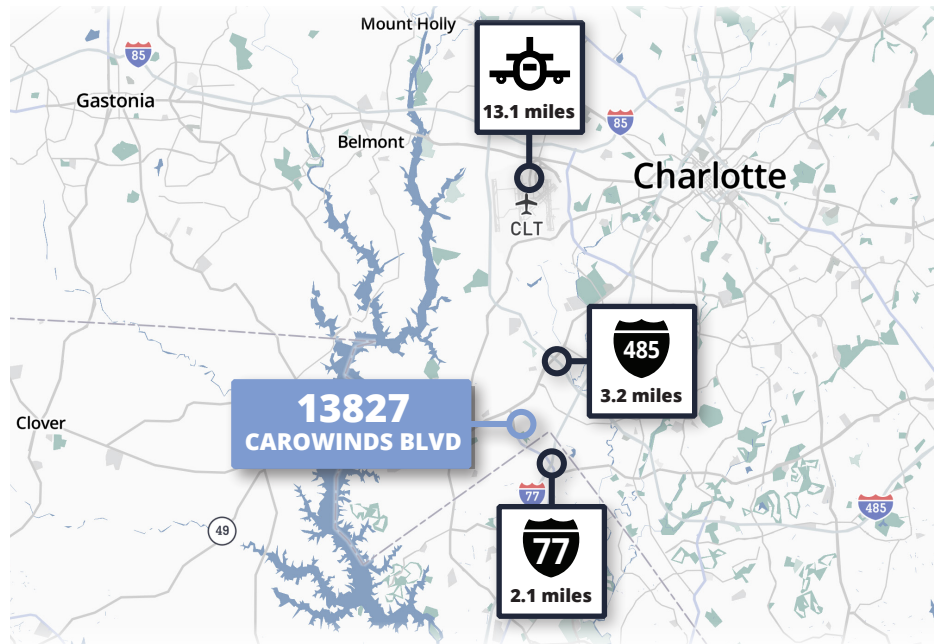 Mount Holly
85
Gastonia
13.1 miles
85
Belmont
Charlotte
CLT
485
3.2 miles
13827
CAROWINDS BLVD
Clover
77
485
49
77
2.1 miles